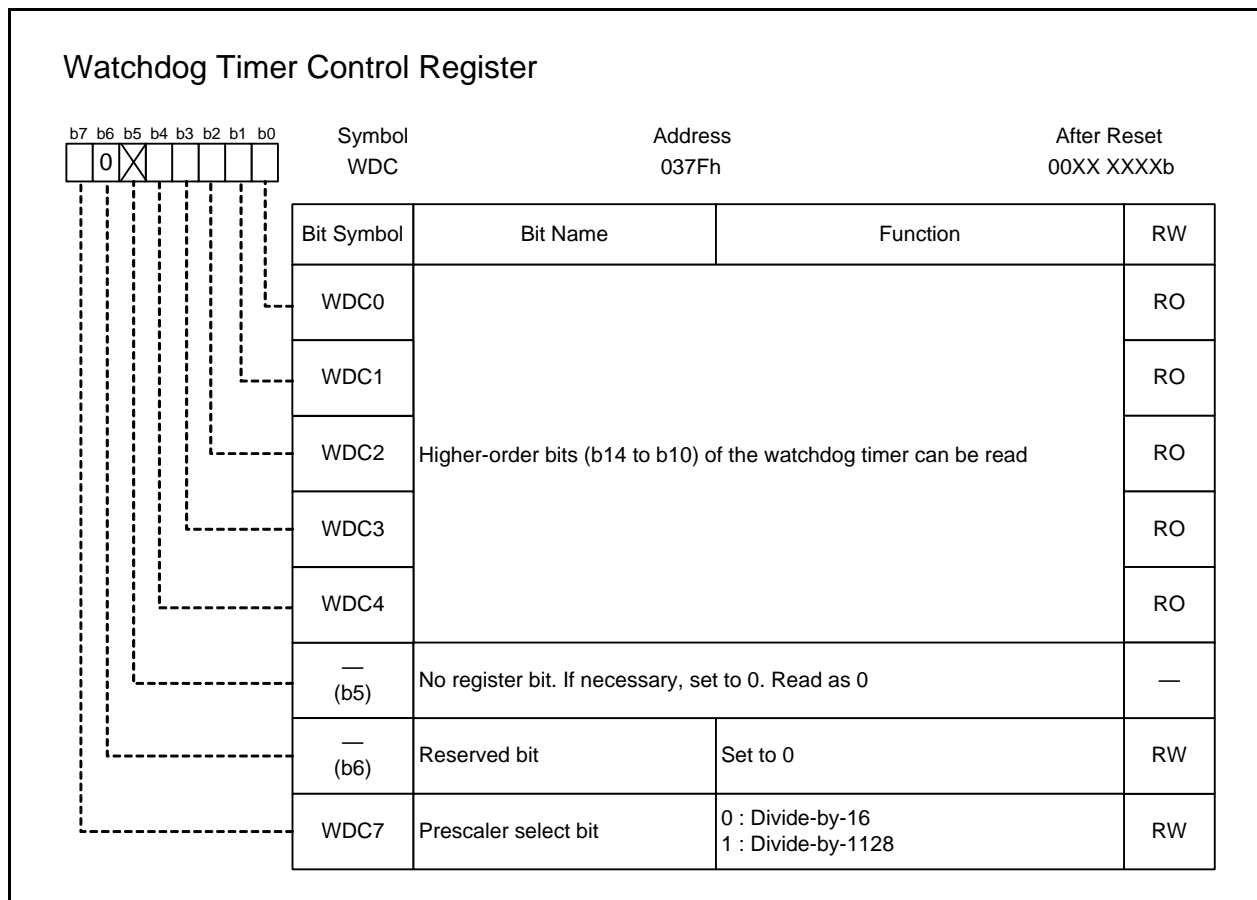 Watchdog Timer Control Register
b7 b6 b5 b4 b3 b2 b1 b0
0
Symbol Address After Reset
WDC 037Fh 00XX XXXXb
Bit Symbol Bit Name Function RW
WDC0 RO
WDC1 RO
WDC2 Higher-order bits (b14 to b10) of the watchdog timer can be read RO
WDC3 RO
WDC4 RO
—
(b5) No register bit. If necessary, set to 0. Read as 0 —
—
(b6) Reserved bit Set to 0 RW
WDC7 Prescaler select bit 0 : Divide-by-16
1 : Divide-by-1128 RW